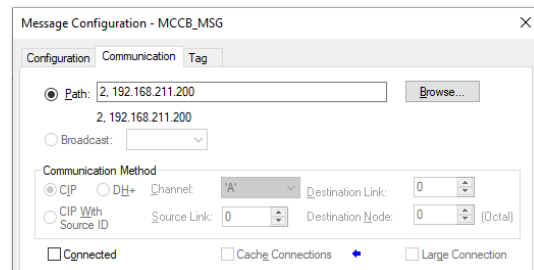 Message Configuration - MCCB_MSG
Configuration Communication Tag
Path: 2, 192.168.211.200 Browse...
2, 192.168.211.200
Broadcast:
Communication Method
CIP DH+ Channel: 'A' Destination Link: 0
CIP With Source ID Source Link: 0 Destination Node: 0 (Octal)
Connected Cache Connections Large Connection